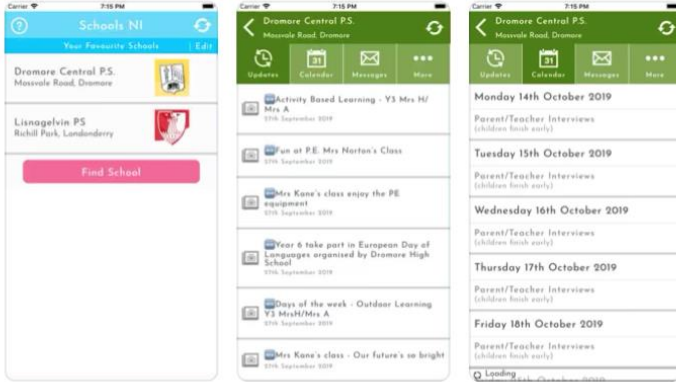 Carrier 7:15 PM
Schools NI
Your Favourite Schools | Edit
Dromore Central P.S.
Mossvale Road, Dromore
Lisnagelvin PS
Richill Park, Londonderry
Find School
Carrier 7:15 PM
Dromore Central P.S.
Mossvale Road, Dromore
Updates Calendar Messages More
31
Activity Based Learning - Y3 Mrs H/
Mrs A
27th September 2019
Fun at P.E. Mrs Norton's Class
27th September 2019
Mrs Kane's class enjoy the PE
equipment
27th September 2019
Year 6 take part in European Day of
Languages organised by Dromore High
School
27th September 2019
Days of the week - Outdoor Learning
Y3 MrsH/Mrs A
27th September 2019
Mrs Kane's class - Our future's so bright
27th September 2019
Carrier 7:15 PM
Dromore Central P.S.
Mossvale Road, Dromore
31
Updates Calendar Messages More
Monday 14th October 2019
Parent/Teacher Interviews
(children finish early)
Tuesday 15th October 2019
Parent/Teacher Interviews
(children finish early)
Wednesday 16th October 2019
Parent/Teacher Interviews
(children finish early)
Thursday 17th October 2019
Parent/Teacher Interviews
(children finish early)
Friday 18th October 2019
Parent/Teacher Interviews
(children finish early)
Loading